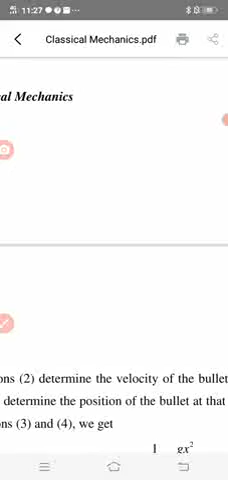 11:27
Classical Mechanics.pdf
al Mechanics
ons (2) determine the velocity of the bullet
determine the position of the bullet at that
ns (3) and (4), we get
1 gx²